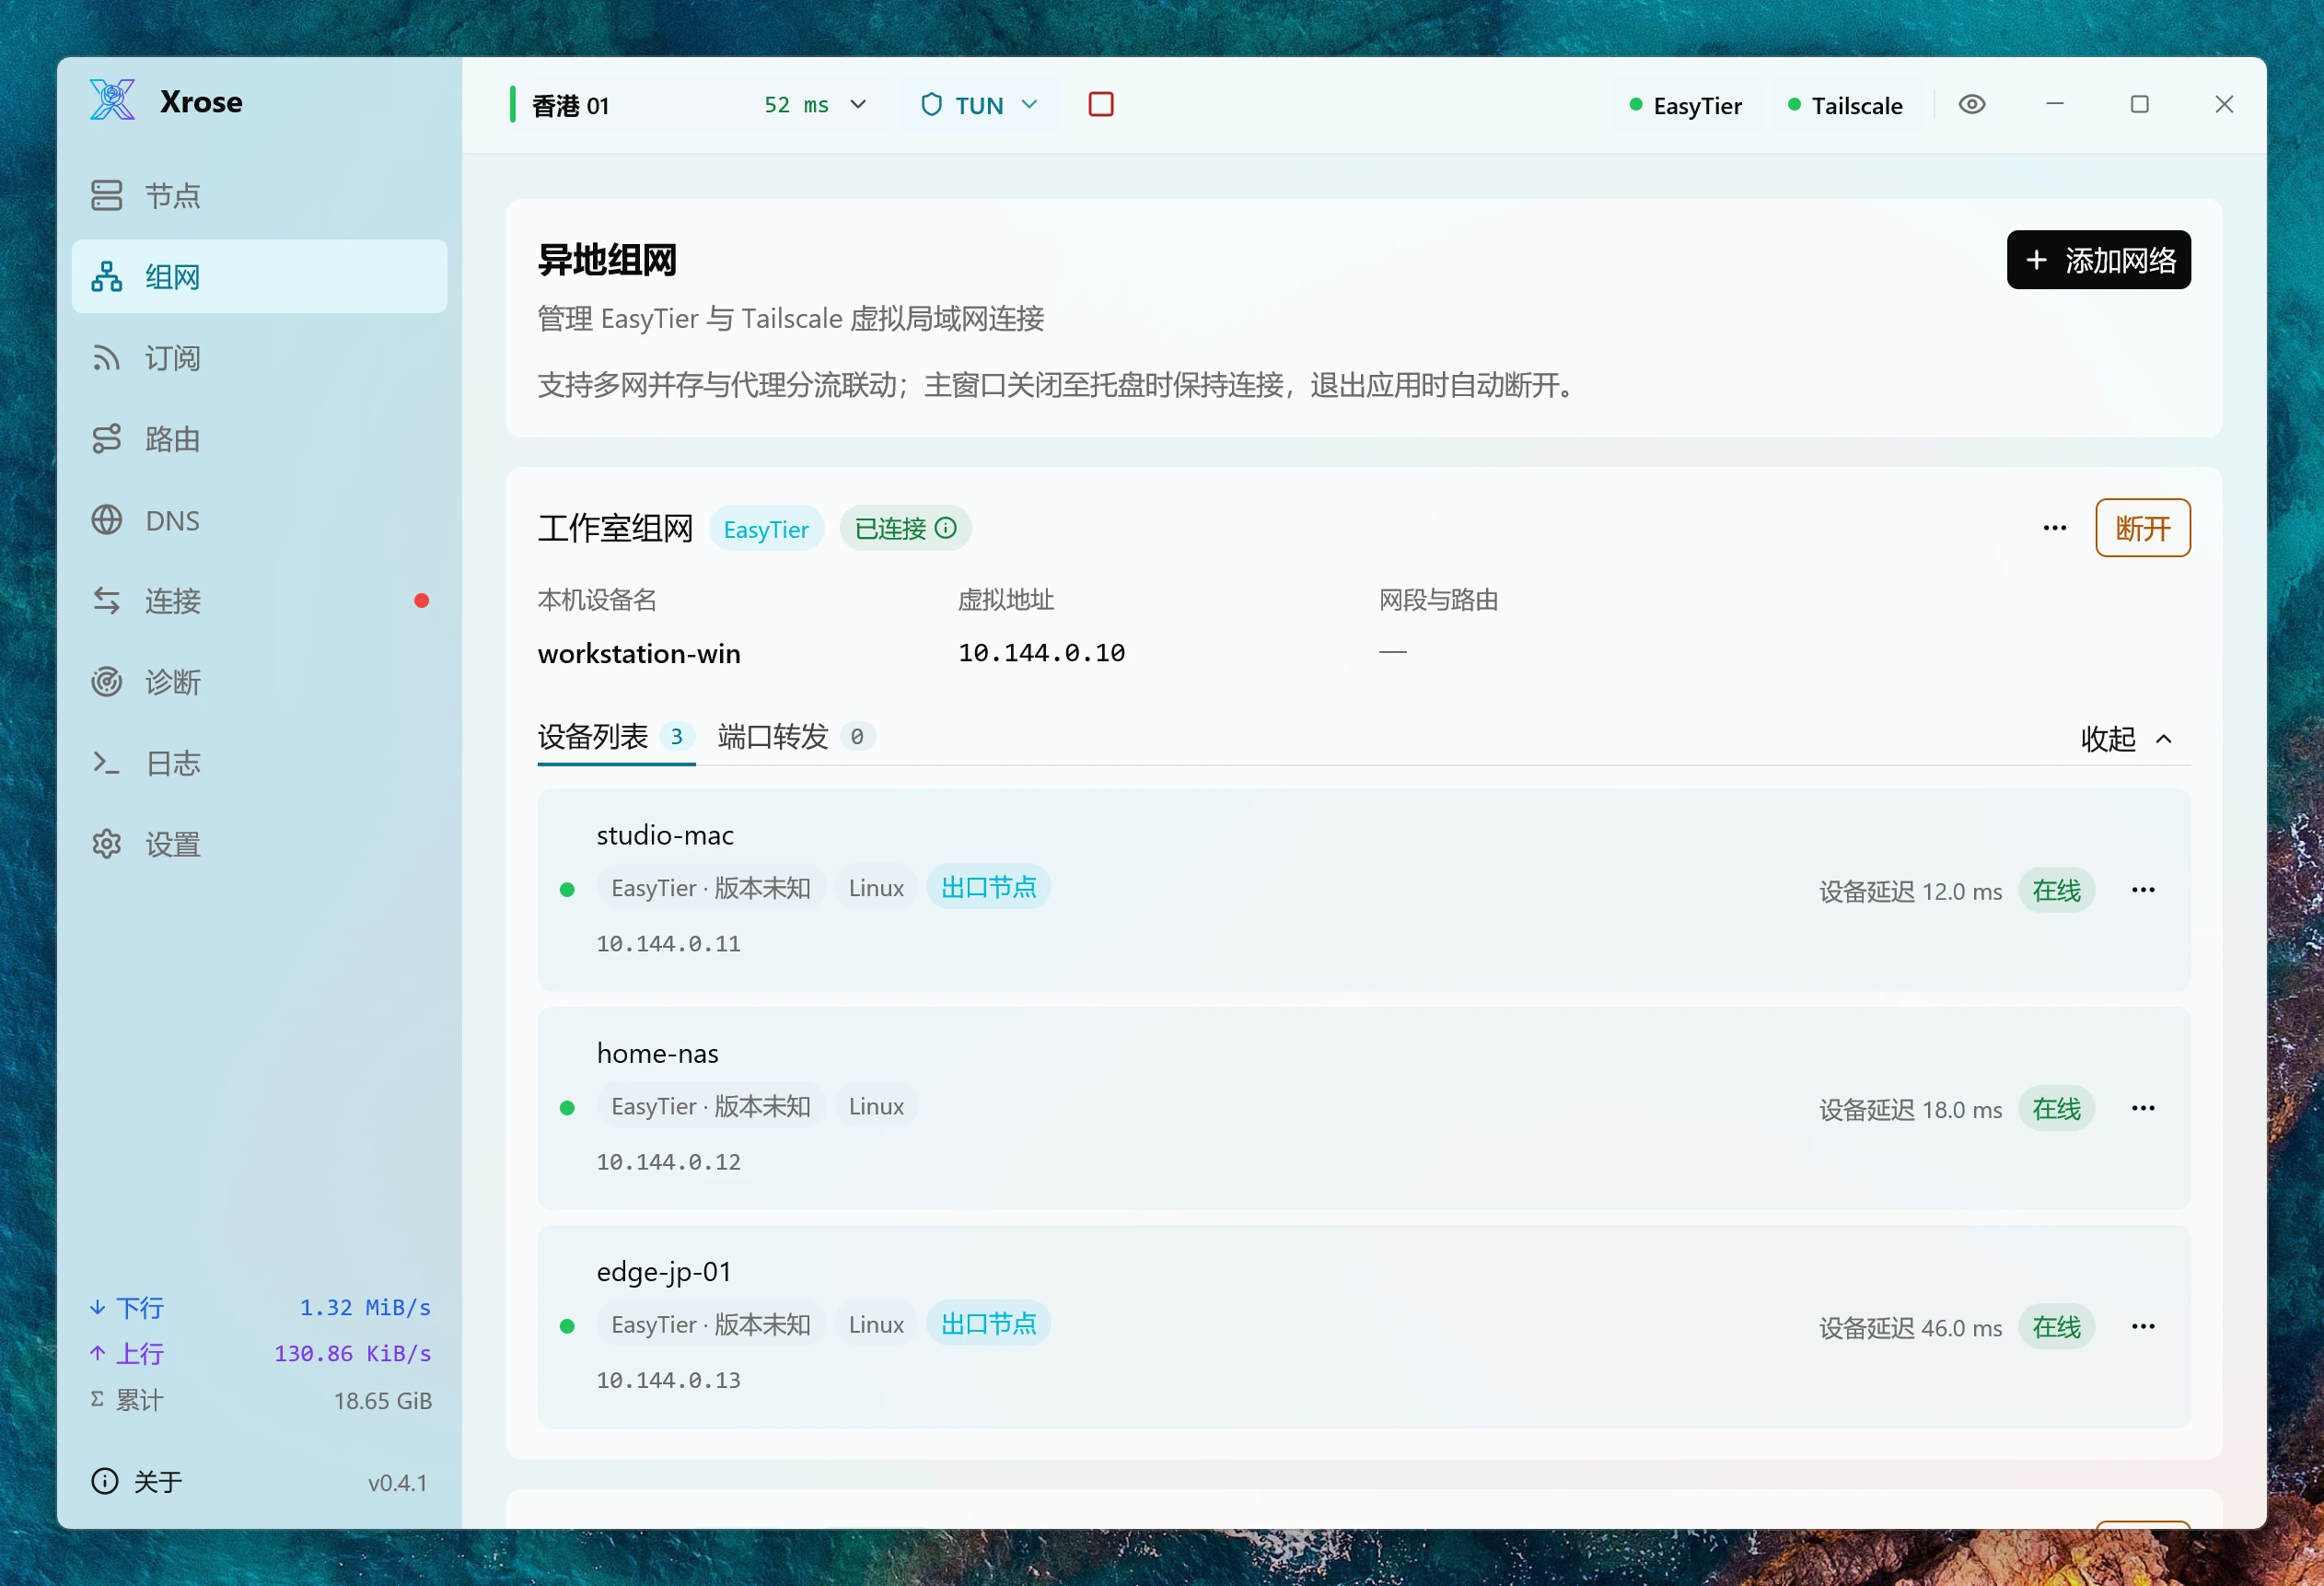 Xrose
香港 01
52 ms
TUN
EasyTier
Tailscale
节点
组网
订阅
路由
DNS
连接
诊断
日志
设置
↓ 下行 1.32 MiB/s
↑ 上行 130.86 KiB/s
Σ 累计 18.65 GiB
关于 v0.4.1
异地组网
+ 添加网络
管理 EasyTier 与 Tailscale 虚拟局域网连接
支持多网并存与代理分流联动；主窗口关闭至托盘时保持连接，退出应用时自动断开。
工作室组网 EasyTier 已连接
断开
本机设备名 虚拟地址 网段与路由
workstation-win 10.144.0.10 —
设备列表 3 端口转发 0 收起
studio-mac
EasyTier · 版本未知 Linux 出口节点
设备延迟 12.0 ms 在线
10.144.0.11
home-nas
EasyTier · 版本未知 Linux
设备延迟 18.0 ms 在线
10.144.0.12
edge-jp-01
EasyTier · 版本未知 Linux 出口节点
设备延迟 46.0 ms 在线
10.144.0.13